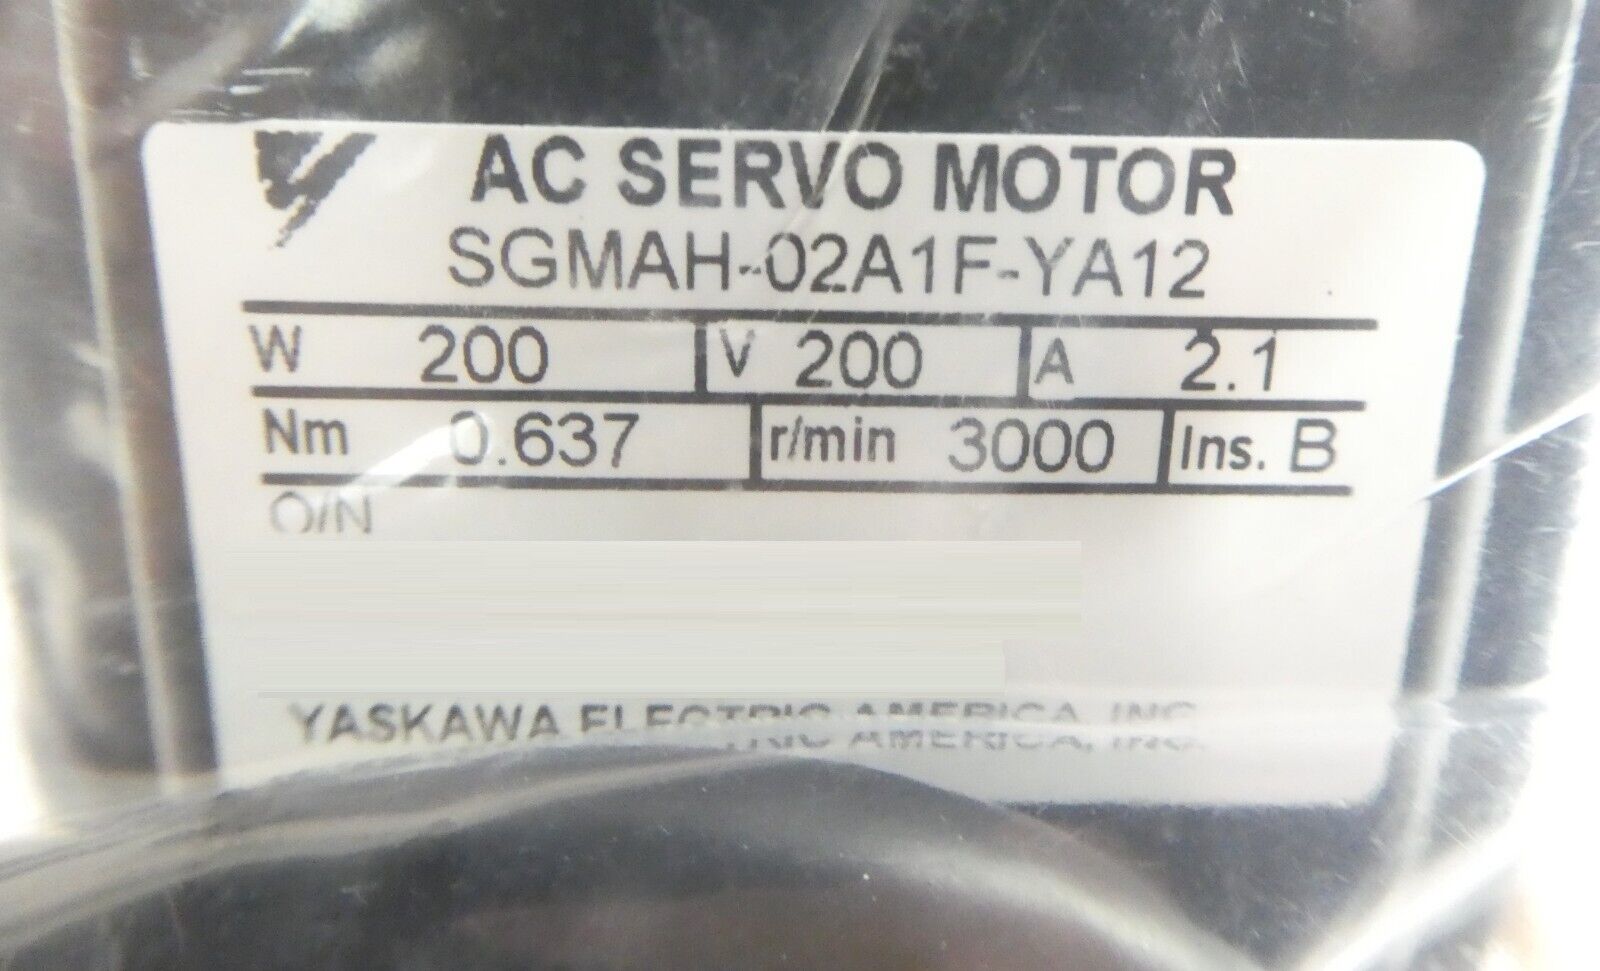 AC SERVO MOTOR
SGMAH-02A1F-YA12
W 200 V 200 A 2.1
Nm 0.637 r/min 3000 Ins. B
O/N
YASKAWA ELECTRIC AMERICA, INC.